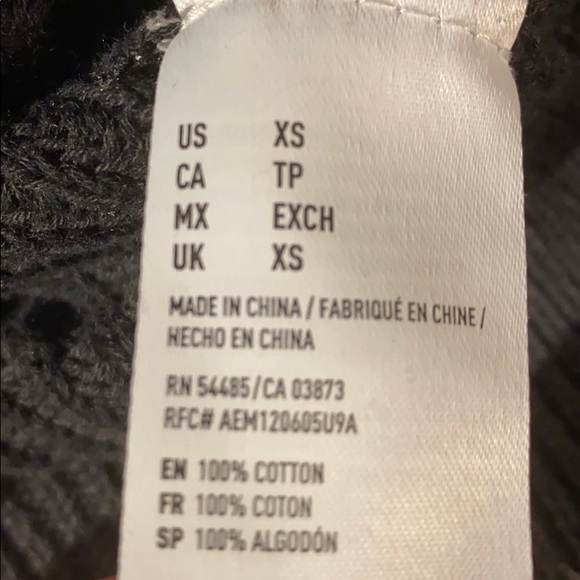 US XS
CA TP
MX EXCH
UK XS
MADE IN CHINA / FABRIQUÉ EN CHINE /
HECHO EN CHINA
RN 54485/CA 03873
RFC# AEM120605U9A
EN 100% COTTON
FR 100% COTON
SP 100% ALGODÓN